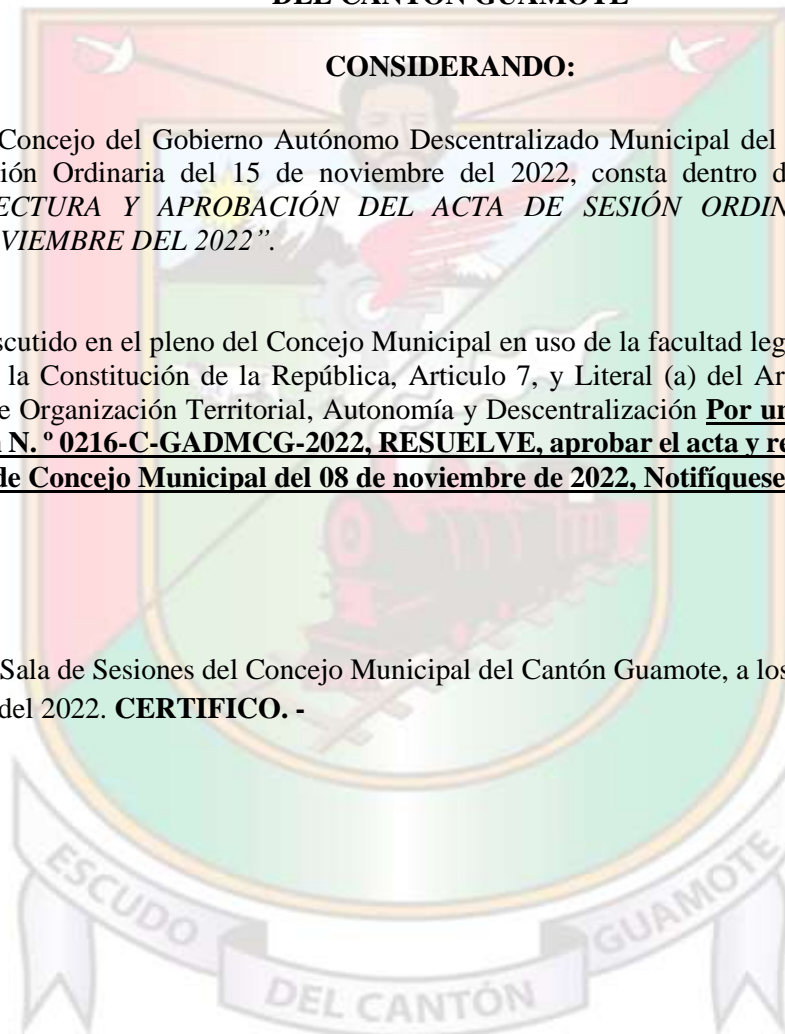 DEL CANTÓN GUAMOTE
CONSIDERANDO:
Concejo del Gobierno Autónomo Descentralizado Municipal del
ión Ordinaria del 15 de noviembre del 2022, consta dentro d
ECTURA Y APROBACIÓN DEL ACTA DE SESIÓN ORDIN
VIEMBRE DEL 2022”.
scutido en el pleno del Concejo Municipal en uso de la facultad leg
la Constitución de la República, Articulo 7, y Literal (a) del Ar
e Organización Territorial, Autonomía y Descentralización Por un
N. º 0216-C-GADMCG-2022, RESUELVE, aprobar el acta y re
de Concejo Municipal del 08 de noviembre de 2022, Notifíquese
Sala de Sesiones del Concejo Municipal del Cantón Guamote, a los
del 2022. CERTIFICO. -
ESCUDO
DEL CANTÓN
GUAMOTE